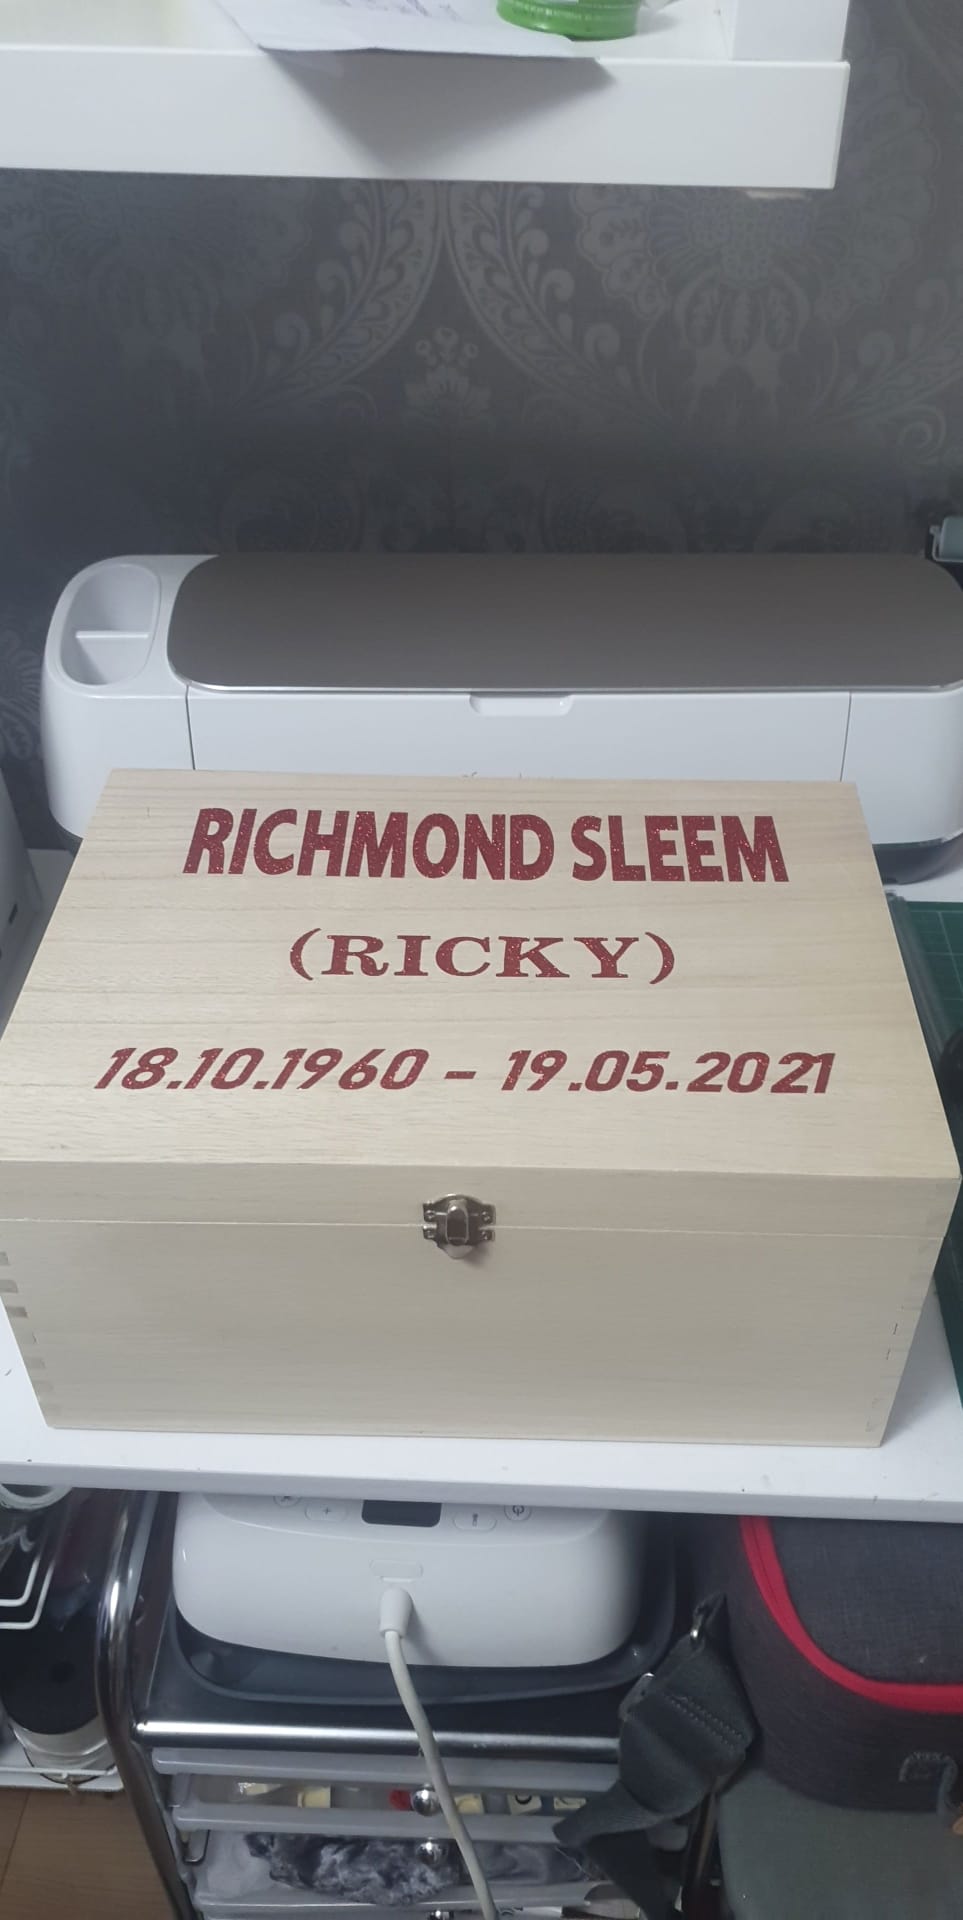 RICHMOND SLEEM
(RICKY)
18.10.1960 - 19.05.2021